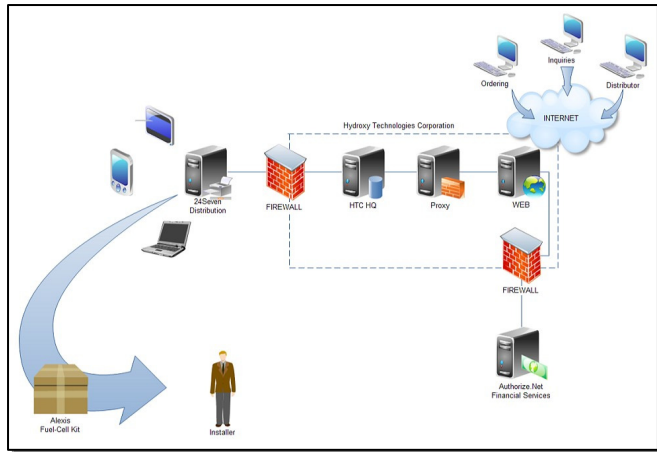 Inquiries
Ordering
Distributor
INTERNET
Hydroxy Technologies Corporation
24Seven
Distribution
FIREWALL
HTC HQ
Proxy
WEB
FIREWALL
Authorize.Net
Financial Services
Alexis
Fuel-Cell Kit
Installer